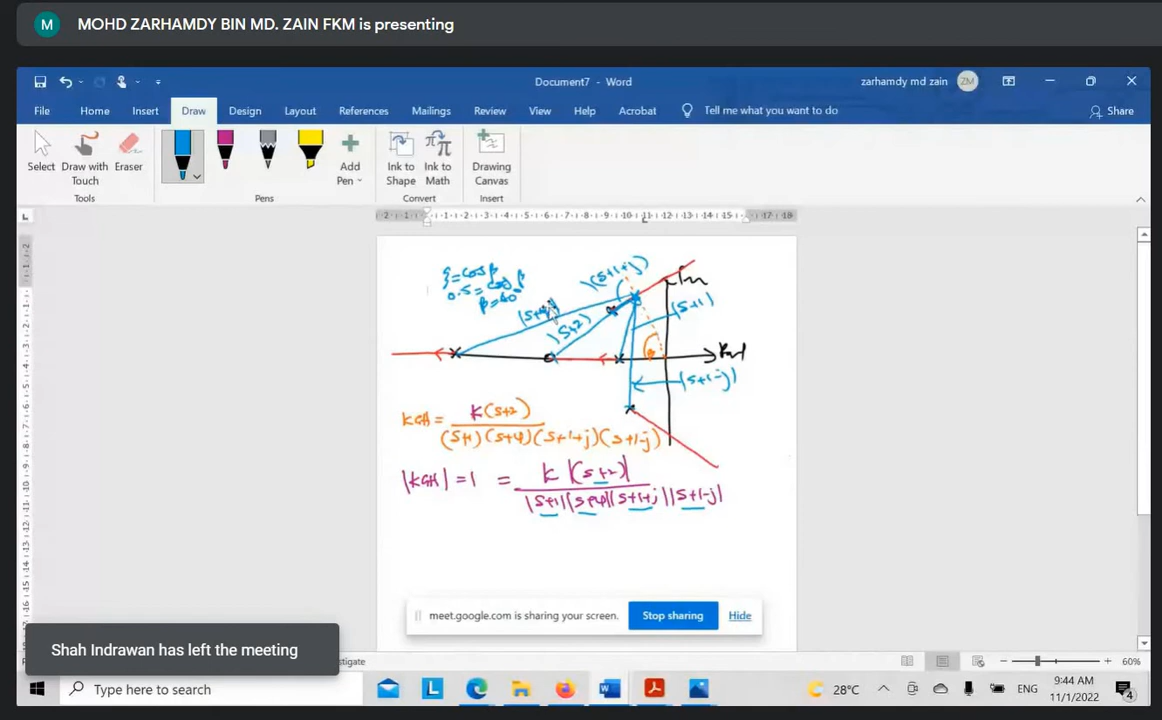 M MOHD ZARHAMDY BIN MD. ZAIN FKM is presenting
Document7 - Word
zarhamdy md zain ZM
File Home Insert Draw Design Layout References Mailings Review View Help Acrobat Tell me what you want to do Share
Select Draw with Touch Eraser
Add Pen
Ink to Shape Ink to Math
Drawing Canvas
Tools Pens Convert Insert
ξ = cos β
0.5 = cos β
|(s+1+j)
Im
|s+2|
|s+1|
Real
|s+1-j|
KGH = K(s+2)
(s+1)(s+4)(s+1+j)(s+1-j)
|KGH| = 1 = K |(s+2)|
|s+1||s+4||s+1+j||s+1-j|
meet.google.com is sharing your screen. Stop sharing Hide
Shah Indrawan has left the meeting
stigate
60%
Type here to search
L
28°C
ENG
9:44 AM
11/1/2022
4